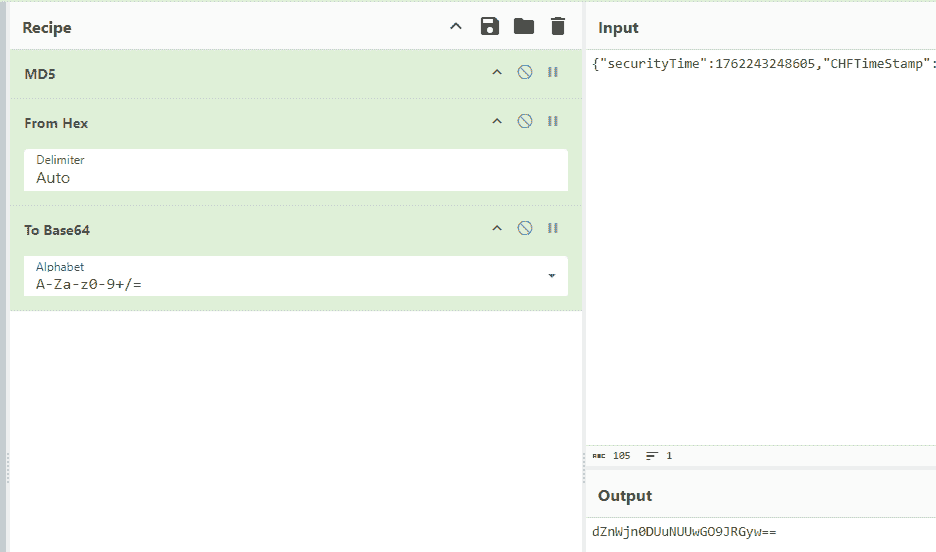 Recipe
MD5
From Hex
Delimiter
Auto
To Base64
Alphabet
A-Za-z0-9+/=
Input
{"securityTime":1762243248605,"CHFTimeStamp":
REC 105 1
Output
dZnWjn0DUuNUUwGO9JRGyw==